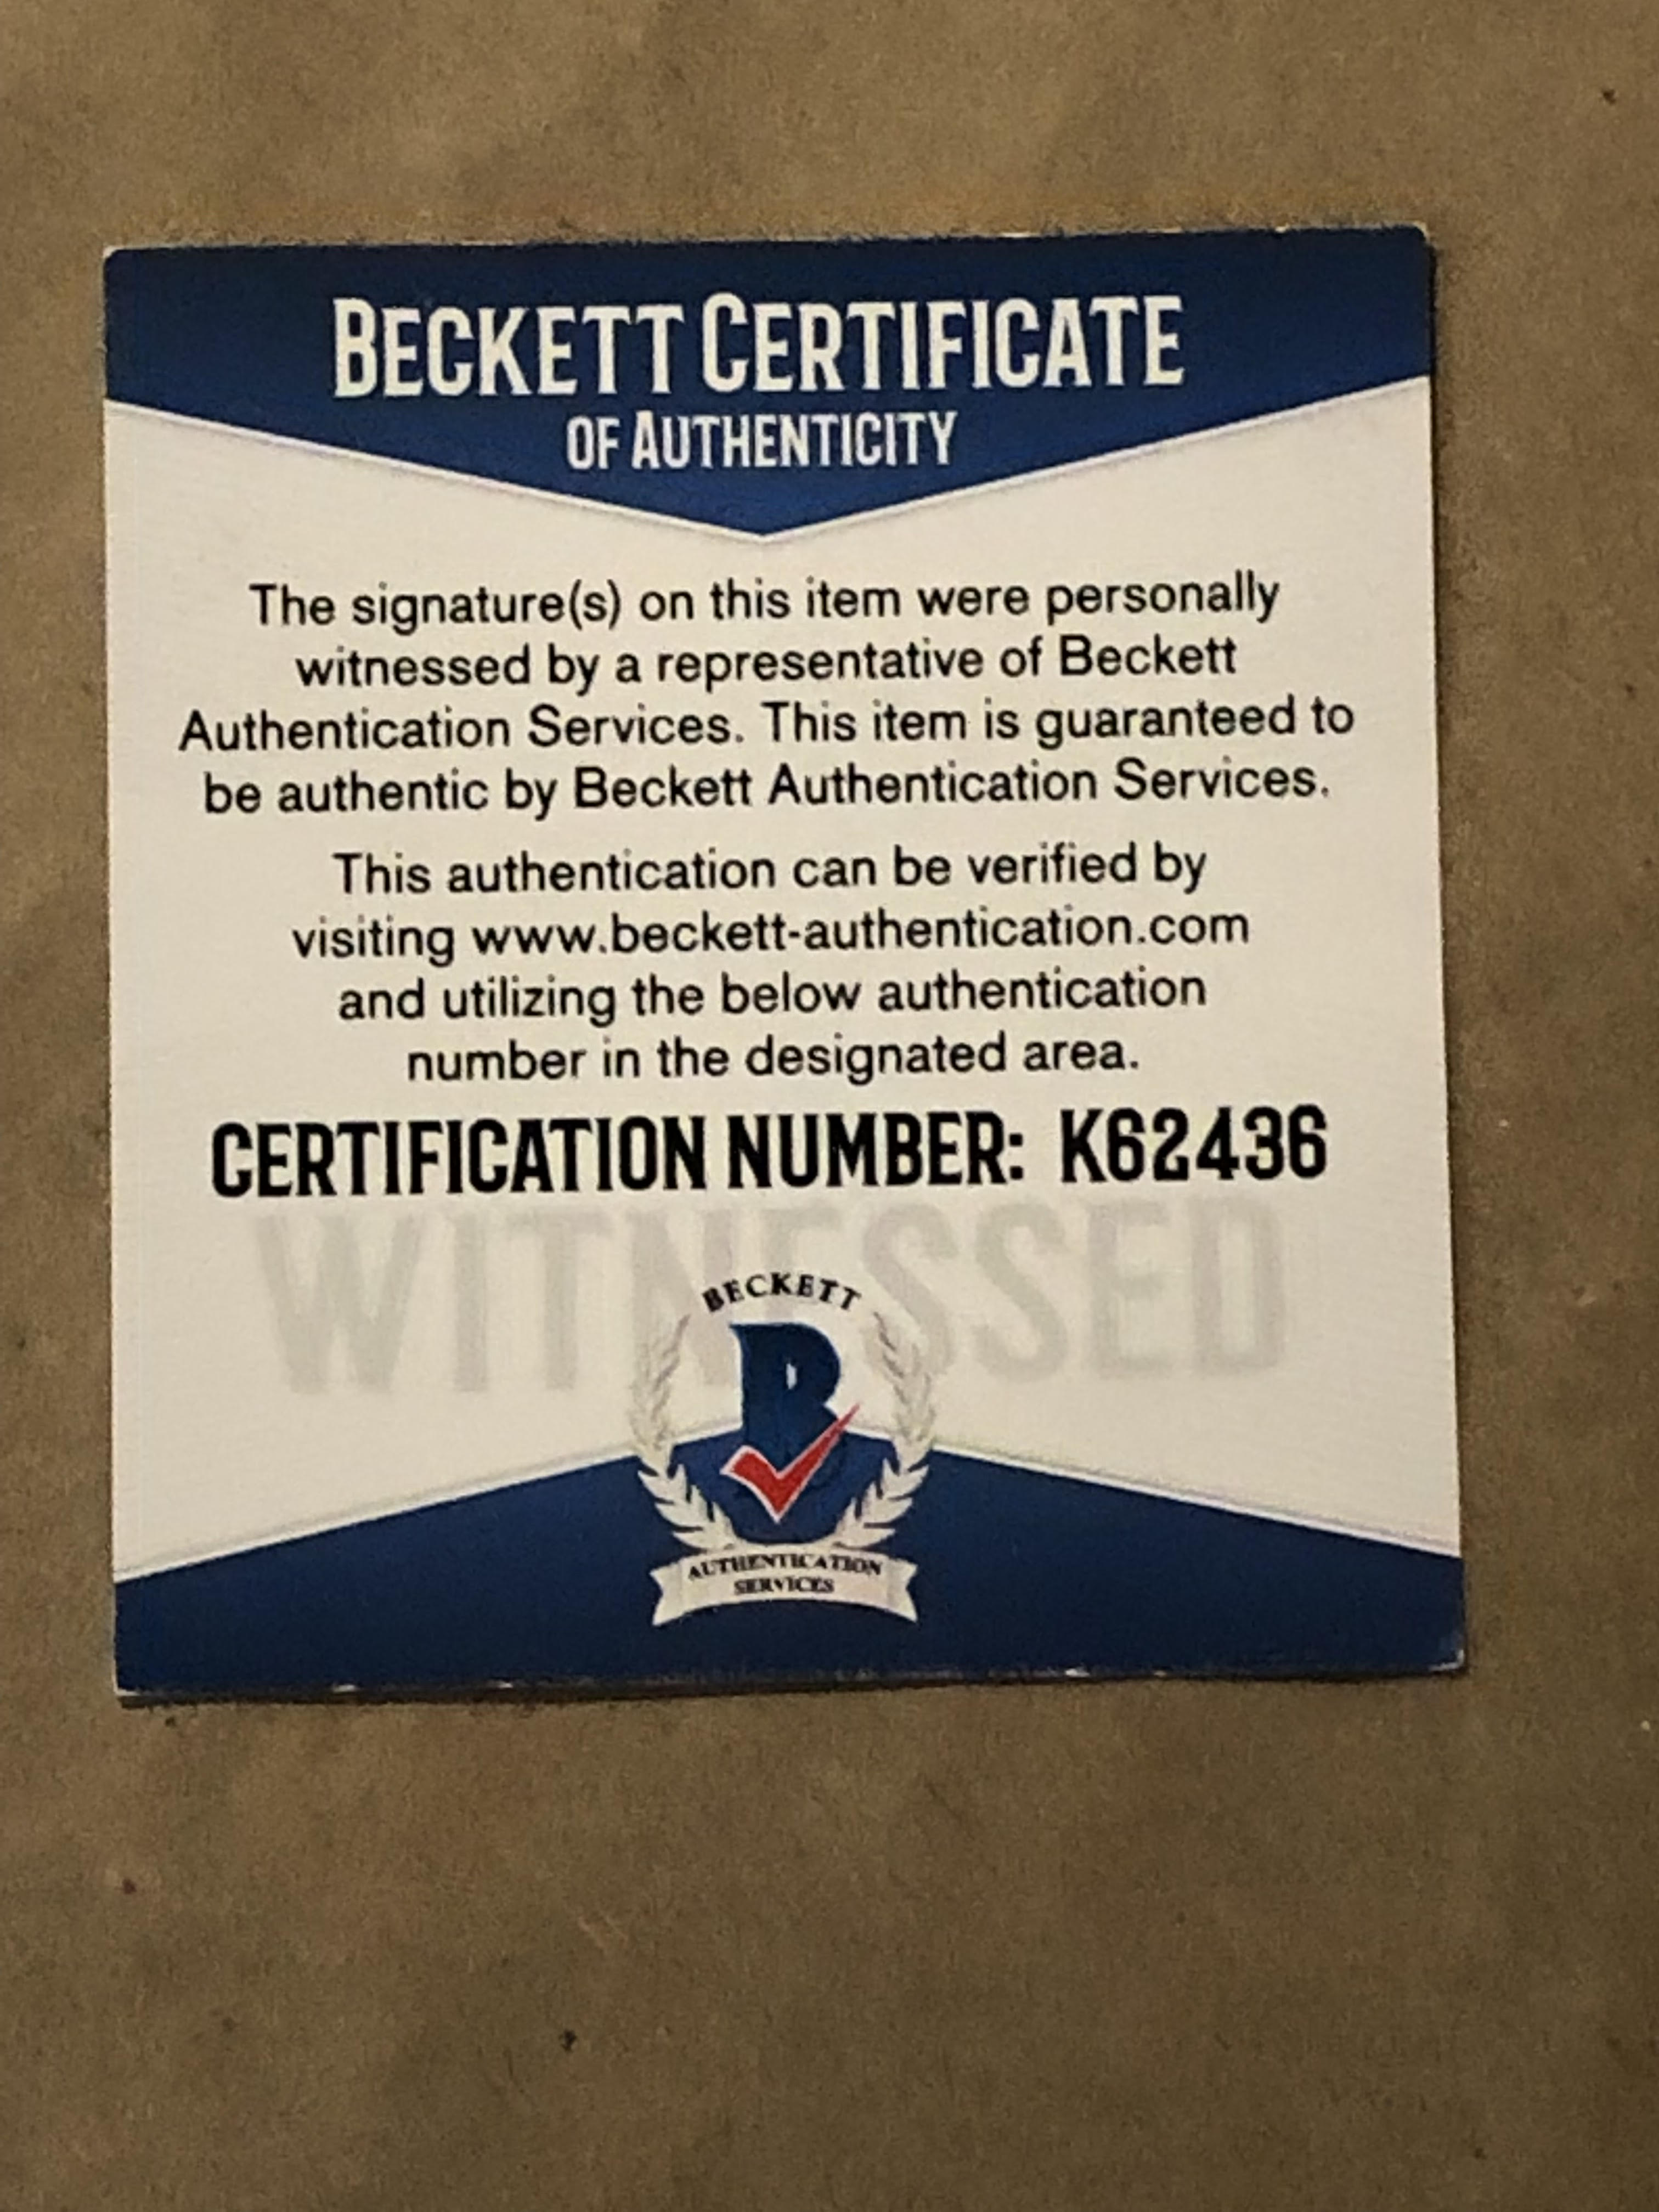 BECKETT CERTIFICATE
OF AUTHENTICITY
The signature(s) on this item were personally
witnessed by a representative of Beckett
Authentication Services. This item is guaranteed to
be authentic by Beckett Authentication Services.
This authentication can be verified by
visiting www.beckett-authentication.com
and utilizing the below authentication
number in the designated area.
CERTIFICATION NUMBER: K62436
WITNESSED
BECKETT
B
AUTHENTICATION
SERVICES